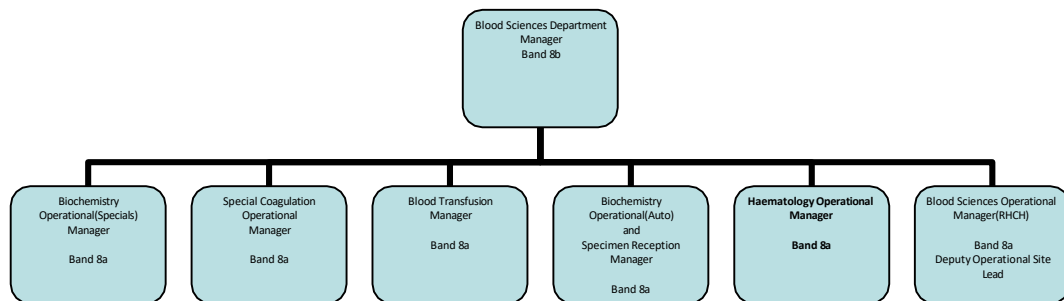 Blood Sciences Department
Manager
Band 8b
Biochemistry
Operational(Specials)
Manager
Band 8a
Special Coagulation
Operational
Manager
Band 8a
Blood Transfusion
Manager
Band 8a
Biochemistry
Operational(Auto)
and
Specimen Reception
Manager
Band 8a
Haematology Operational
Manager
Band 8a
Blood Sciences Operational
Manager(RHCH)
Band 8a
Deputy Operational Site
Lead